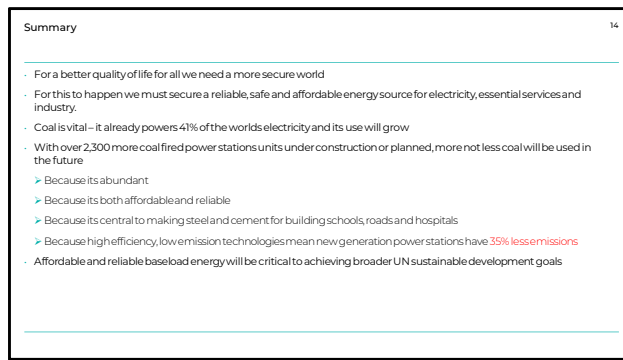 Summary
14
· For a better quality of life for all we need a more secure world
· For this to happen we must secure a reliable, safe and affordable energy source for electricity, essential services and
industry.
· Coal is vital – it already powers 41% of the worlds electricity and its use will grow
· With over 2,300 more coal fired power stations units under construction or planned, more not less coal will be used in
the future
➢ Because its abundant
➢ Because its both affordable and reliable
➢ Because its central to making steel and cement for building schools, roads and hospitals
➢ Because high efficiency, low emission technologies mean new generation power stations have 35% less emissions
· Affordable and reliable baseload energy will be critical to achieving broader UN sustainable development goals